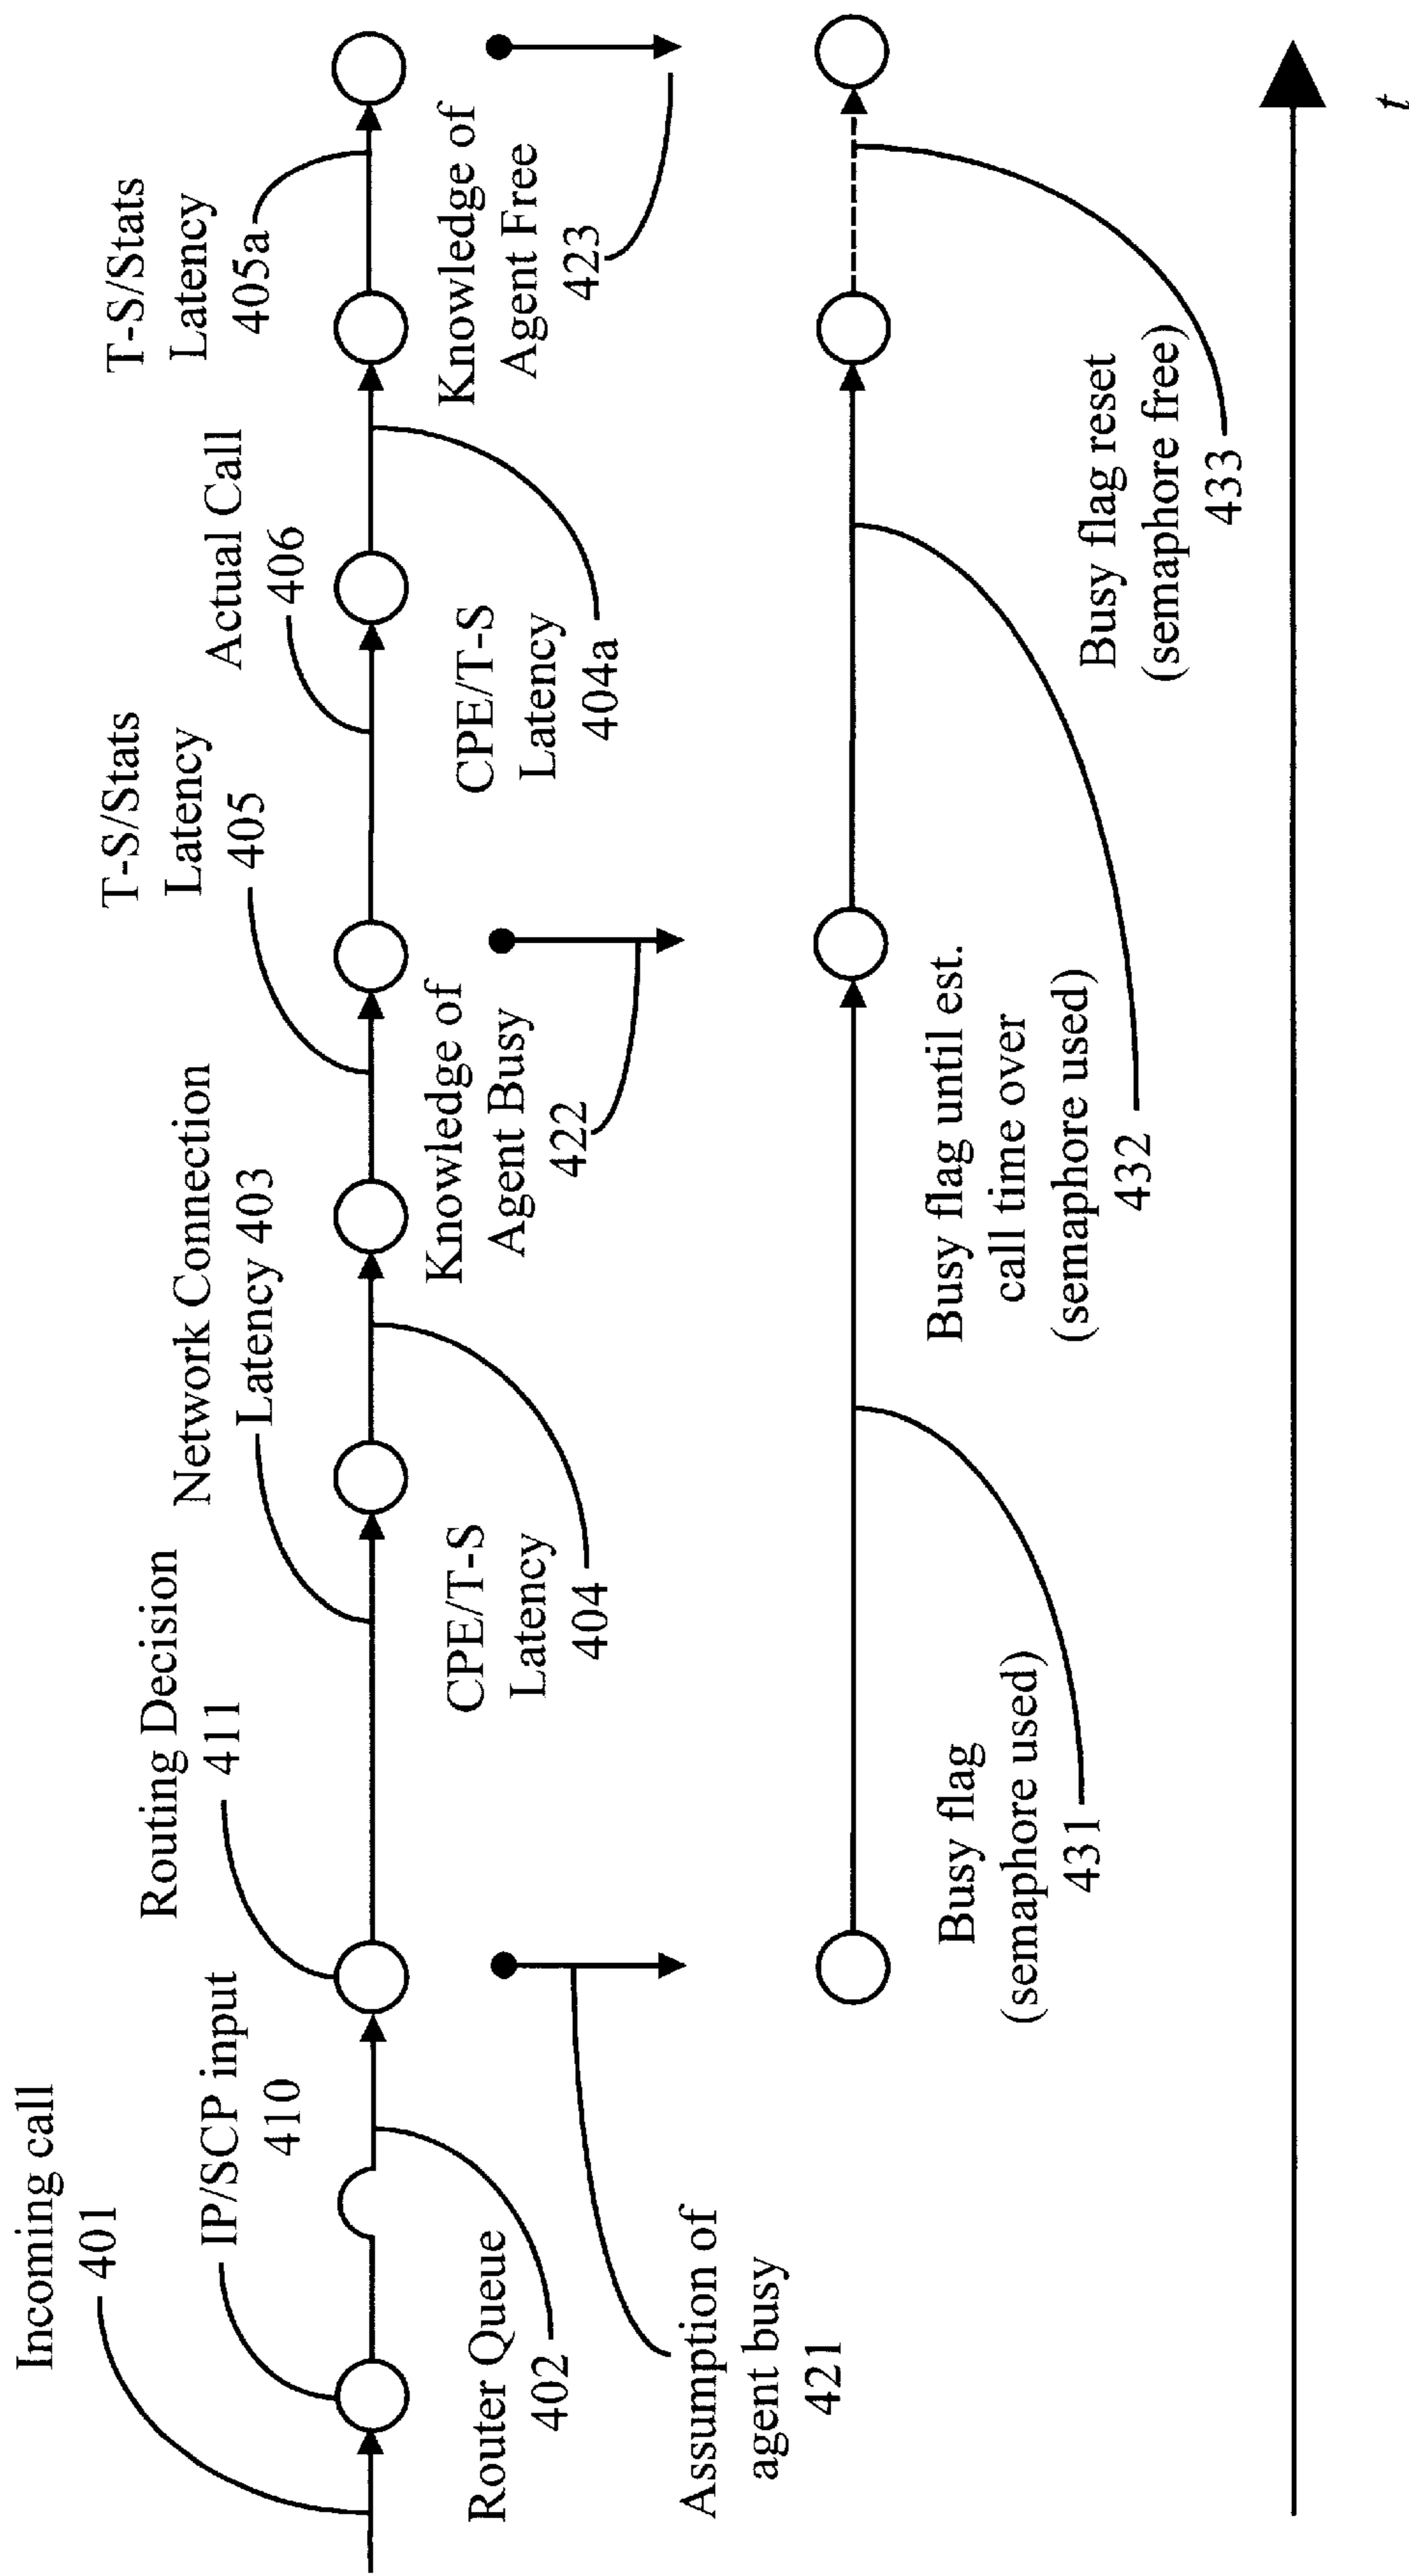 Incoming call
401
IP/SCP input
410
Routing Decision
411
Network Connection
Latency 403
T-S/Stats
Latency
405
Actual Call
406
T-S/Stats
Latency
405a
Router Queue
402
CPE/T-S
Latency
404
Knowledge of
Agent Busy
422
CPE/T-S
Latency
404a
Knowledge of
Agent Free
423
Assumption of
agent busy
421
Busy flag
(semaphore used)
431
Busy flag until est.
call time over
(semaphore used)
432
Busy flag reset
(semaphore free)
433
t